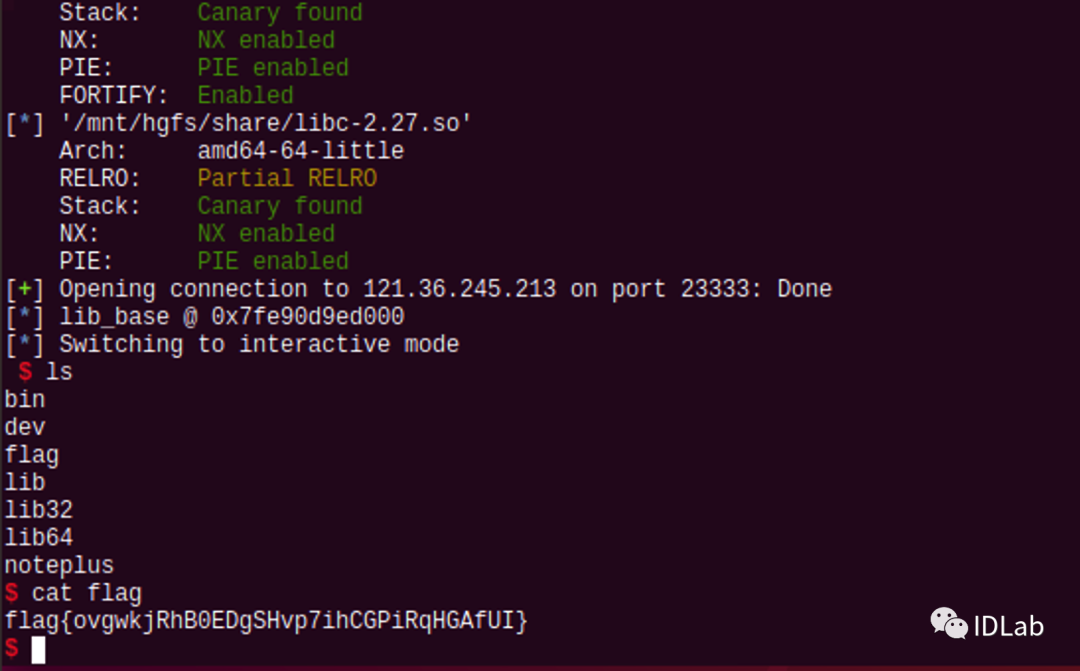 Stack:    Canary found
NX:       NX enabled
PIE:      PIE enabled
FORTIFY:  Enabled
[*] '/mnt/hgfs/share/libc-2.27.so'
Arch:     amd64-64-little
RELRO:    Partial RELRO
Stack:    Canary found
NX:       NX enabled
PIE:      PIE enabled
[+] Opening connection to 121.36.245.213 on port 23333: Done
[*] lib_base @ 0x7fe90d9ed000
[*] Switching to interactive mode
$ ls
bin
dev
flag
lib
lib32
lib64
noteplus
$ cat flag
flag{ovgwkjRhB0EDgSHvp7ihCGPiRqHGAfUI}
$
IDLab